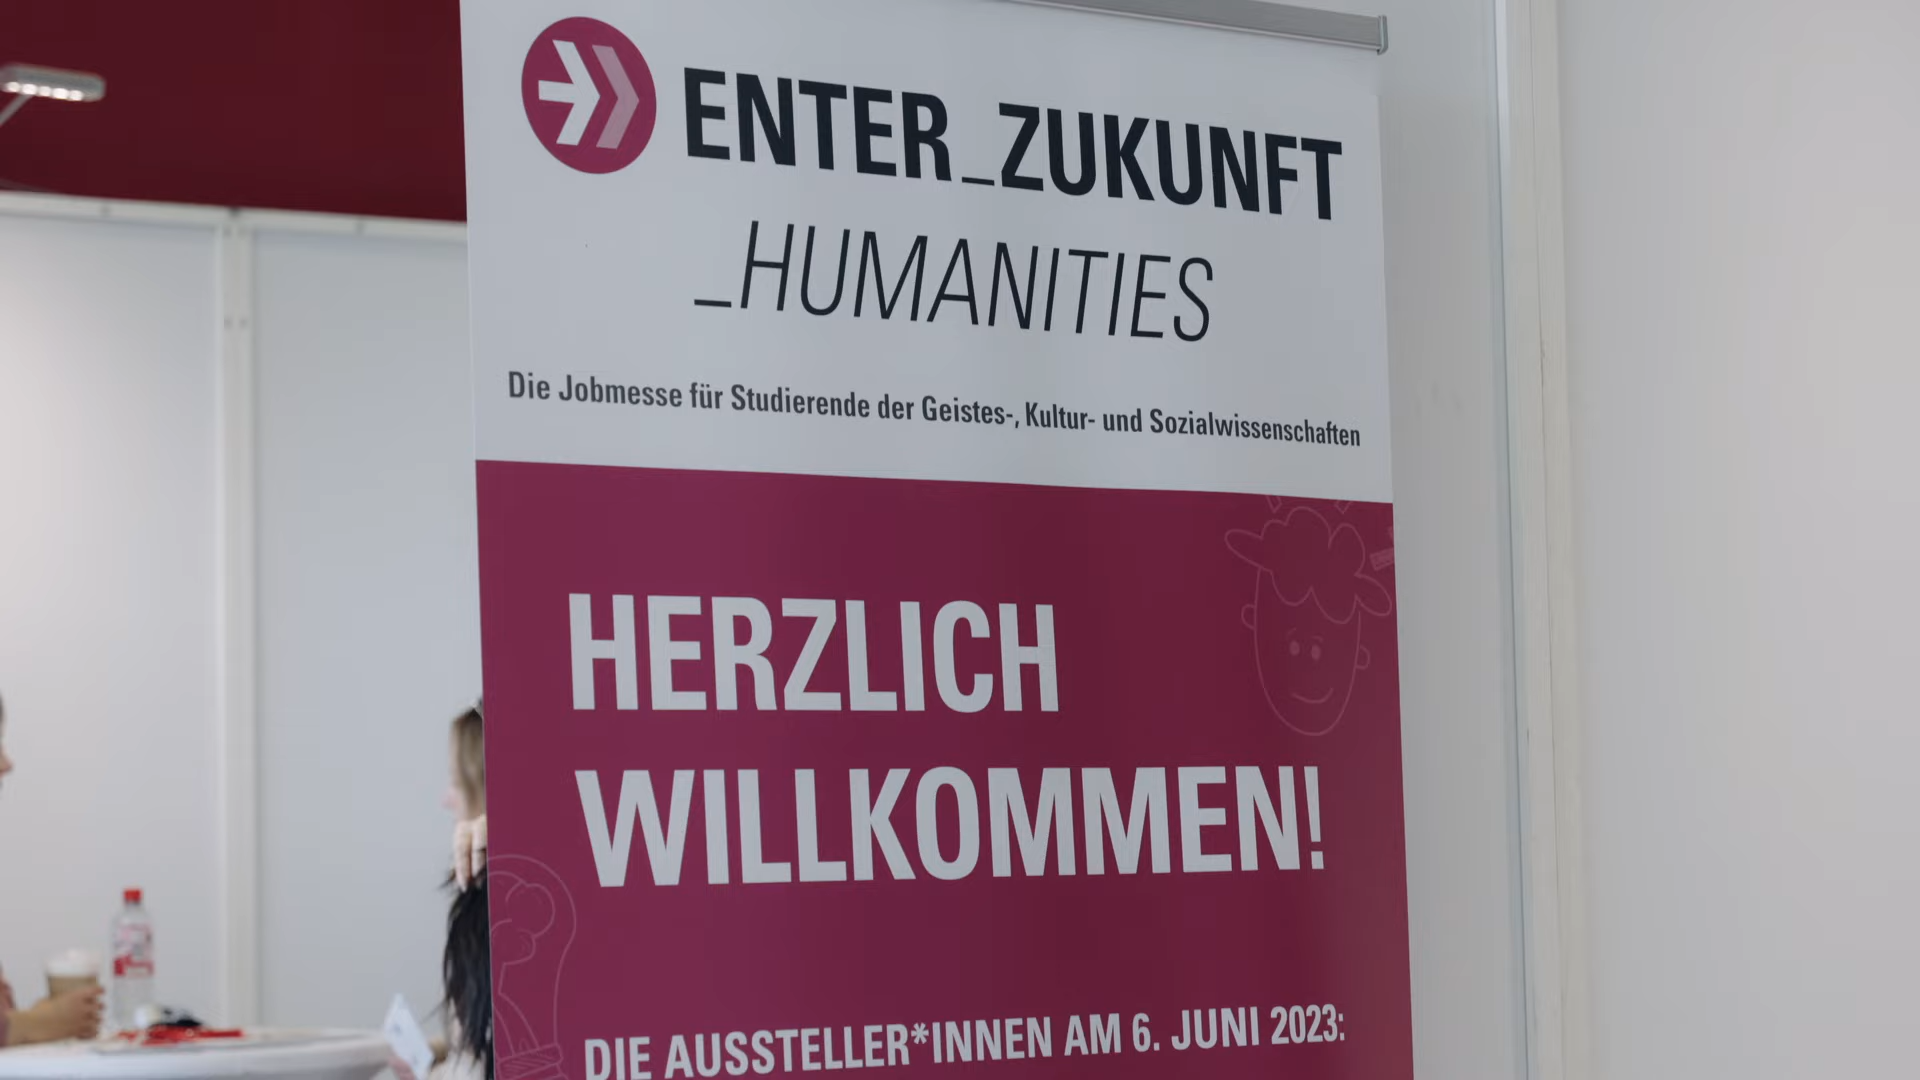 ENTER_ZUKUNFT
_HUMANITIES
Die Jobmesse für Studierende der Geistes-, Kultur- und Sozialwissenschaften
HERZLICH
WILLKOMMEN!
DIE AUSSTELLER*INNEN AM 6. JUNI 2023: